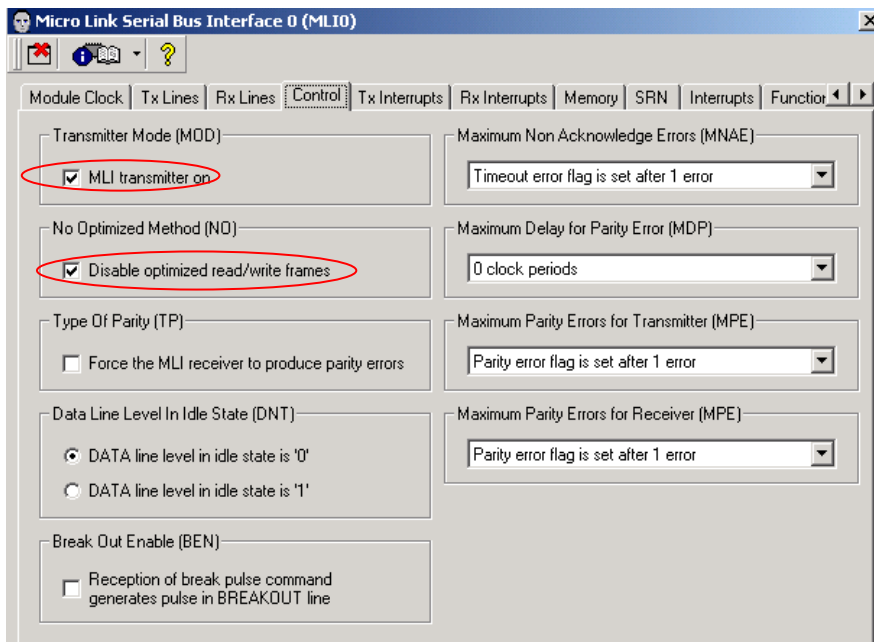 Micro Link Serial Bus Interface 0 (MLI0)
Module Clock Tx Lines Rx Lines Control Tx Interrupts Rx Interrupts Memory SRN Interrupts Function
Transmitter Mode (MOD)
MLI transmitter on
No Optimized Method (NO)
Disable optimized read/write frames
Type Of Parity (TP)
Force the MLI receiver to produce parity errors
Data Line Level In Idle State (DNT)
DATA line level in idle state is '0'
DATA line level in idle state is '1'
Break Out Enable (BEN)
Reception of break pulse command
generates pulse in BREAKOUT line
Maximum Non Acknowledge Errors (MNAE)
Timeout error flag is set after 1 error
Maximum Delay for Parity Error (MDP)
0 clock periods
Maximum Parity Errors for Transmitter (MPE)
Parity error flag is set after 1 error
Maximum Parity Errors for Receiver (MPE)
Parity error flag is set after 1 error